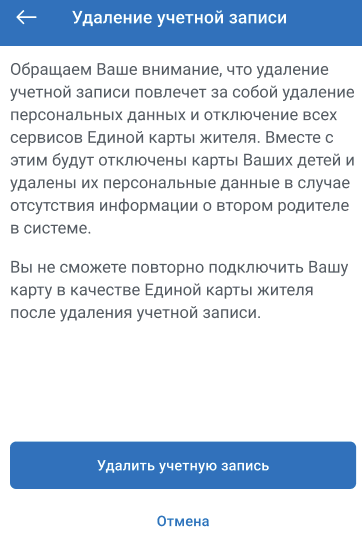 Удаление учетной записи
Обращаем Ваше внимание, что удаление
учетной записи повлечет за собой удаление
персональных данных и отключение всех
сервисов Единой карты жителя. Вместе с
этим будут отключены карты Ваших детей и
удалены их персональные данные в случае
отсутствия информации о втором родителе
в системе.
Вы не сможете повторно подключить Вашу
карту в качестве Единой карты жителя
после удаления учетной записи.
Удалить учетную запись
Отмена